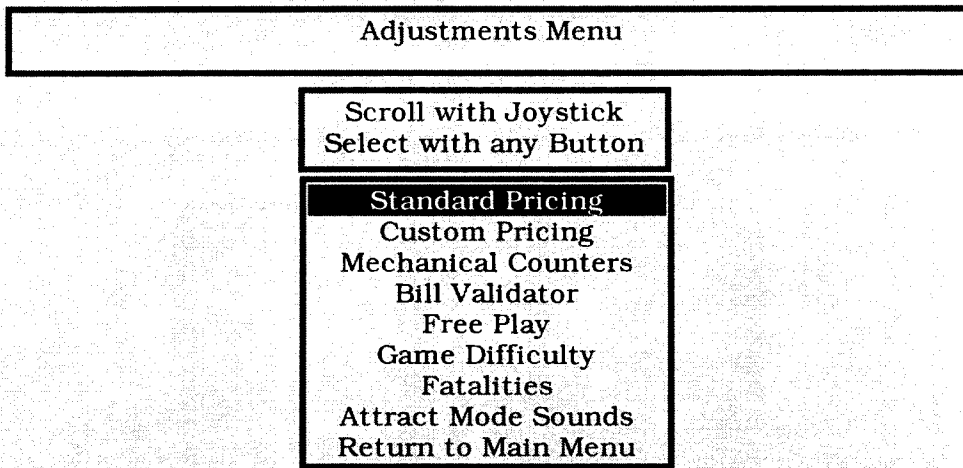 Adjustments Menu
Scroll with Joystick
Select with any Button
Standard Pricing
Custom Pricing
Mechanical Counters
Bill Validator
Free Play
Game Difficulty
Fatalities
Attract Mode Sounds
Return to Main Menu